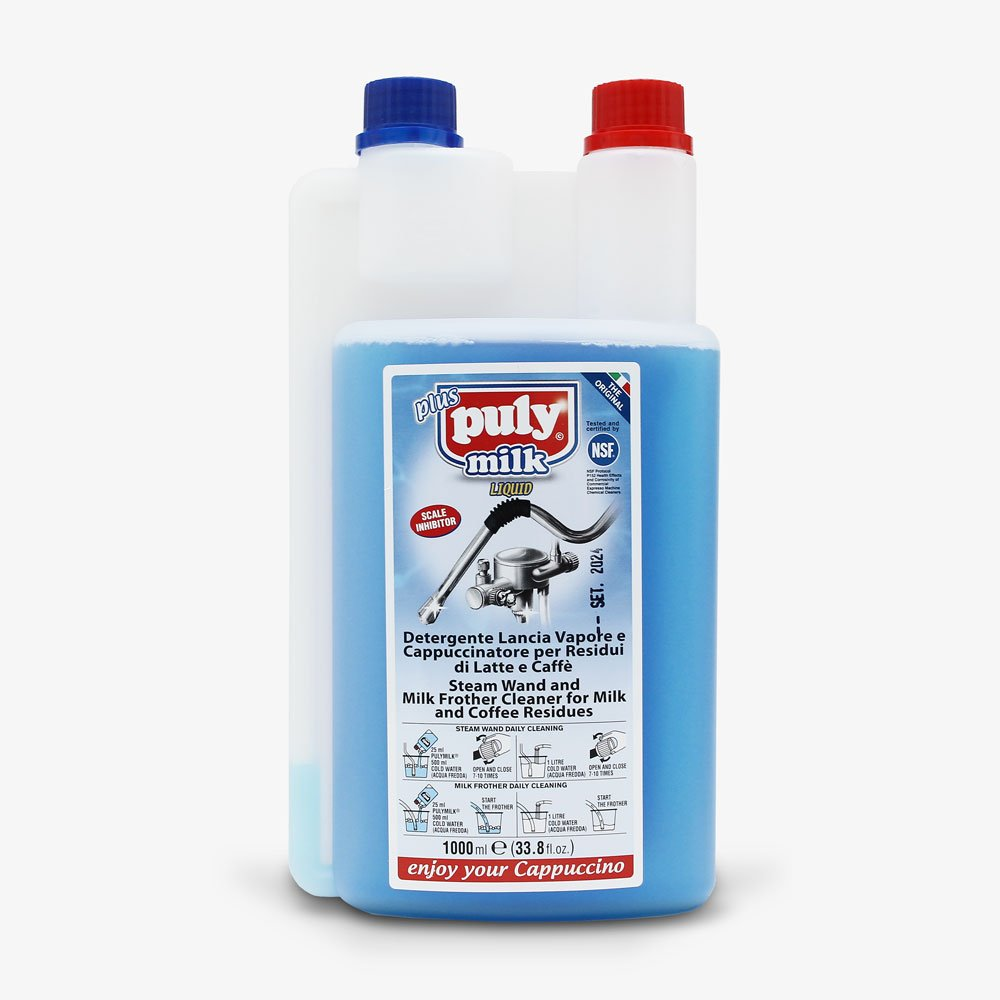 plus
puly
milk
LIQUID
THE
ORIGINAL
Tested and
certified by
NSF
NSF Protocol
P152 Health Effects
and Corrosivity of
Commercial
Espresso Machine
Chemical Cleaners
SCALE
INHIBITOR
SET. 2024
Detergente Lancia Vapore e
Cappuccinatore per Residui
di Latte e Caffè
Steam Wand and
Milk Frother Cleaner for Milk
and Coffee Residues
STEAM WAND DAILY CLEANING
25 ml
PULYMILK®
500 ml
COLD WATER
(ACQUA FREDDA)
OPEN AND CLOSE
7-10 TIMES
1 LITRE
COLD WATER
(ACQUA FREDDA)
OPEN AND CLOSE
7-10 TIMES
MILK FROTHER DAILY CLEANING
25 ml
PULYMILK®
500 ml
COLD WATER
(ACQUA FREDDA)
START
THE FROTHER
1 LITRE
COLD WATER
(ACQUA FREDDA)
START
THE FROTHER
1000 ml ℮ (33.8 fl.oz.)
enjoy your Cappuccino